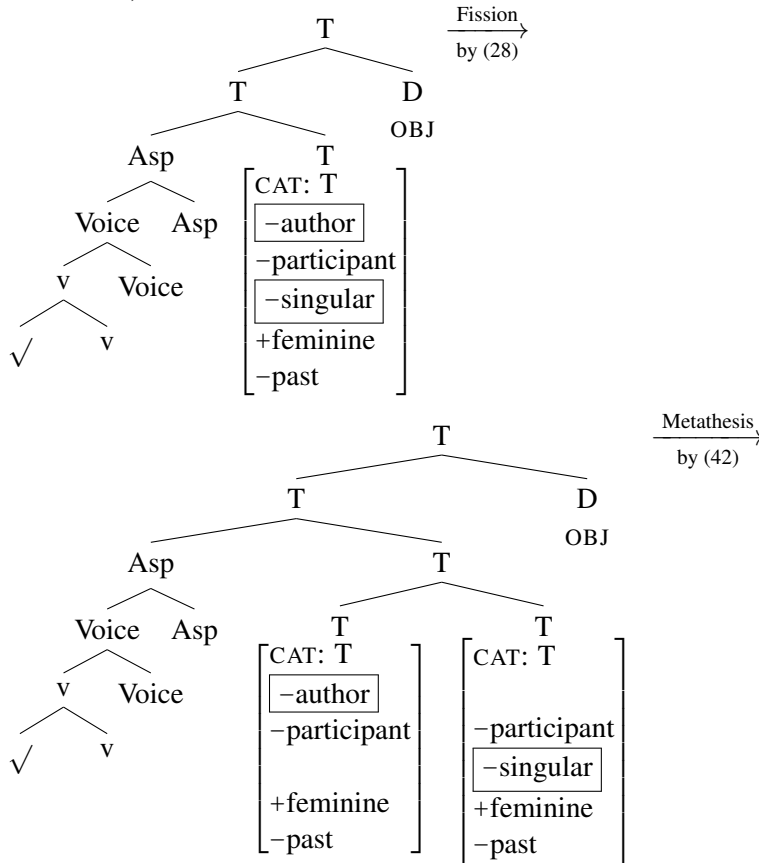 T Fission
by (28)
T D
OBJ
Asp T
CAT: T
Voice Asp –author
–participant
v Voice –singular
√ v +feminine
–past
T Metathesis
by (42)
T D
OBJ
Asp T
Voice Asp T T
CAT: T CAT: T
v Voice –author
–participant –participant
√ v –singular
+feminine +feminine
–past –past